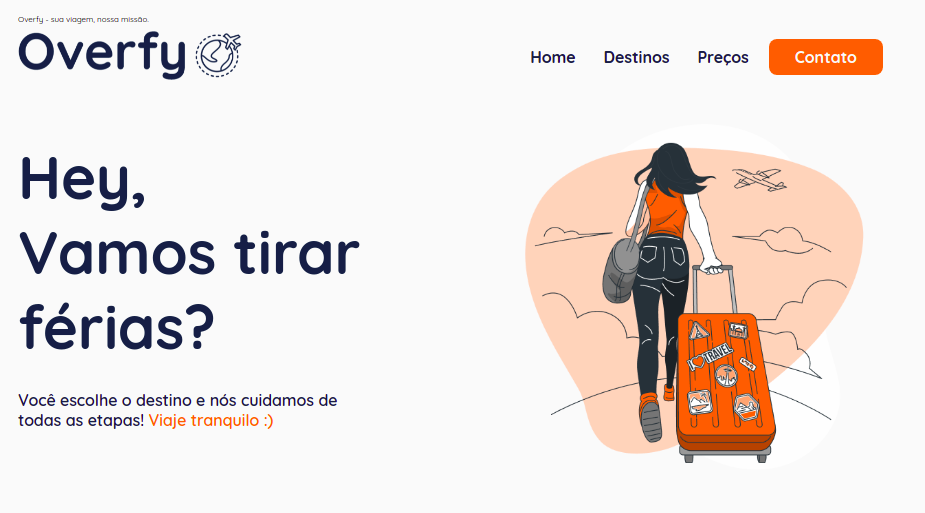 Overfy - sua viagem, nossa missão.
Overfy
Home Destinos Preços Contato
Hey,
Vamos tirar
férias?
Você escolhe o destino e nós cuidamos de
todas as etapas! Viaje tranquilo :)
I TRAVEL